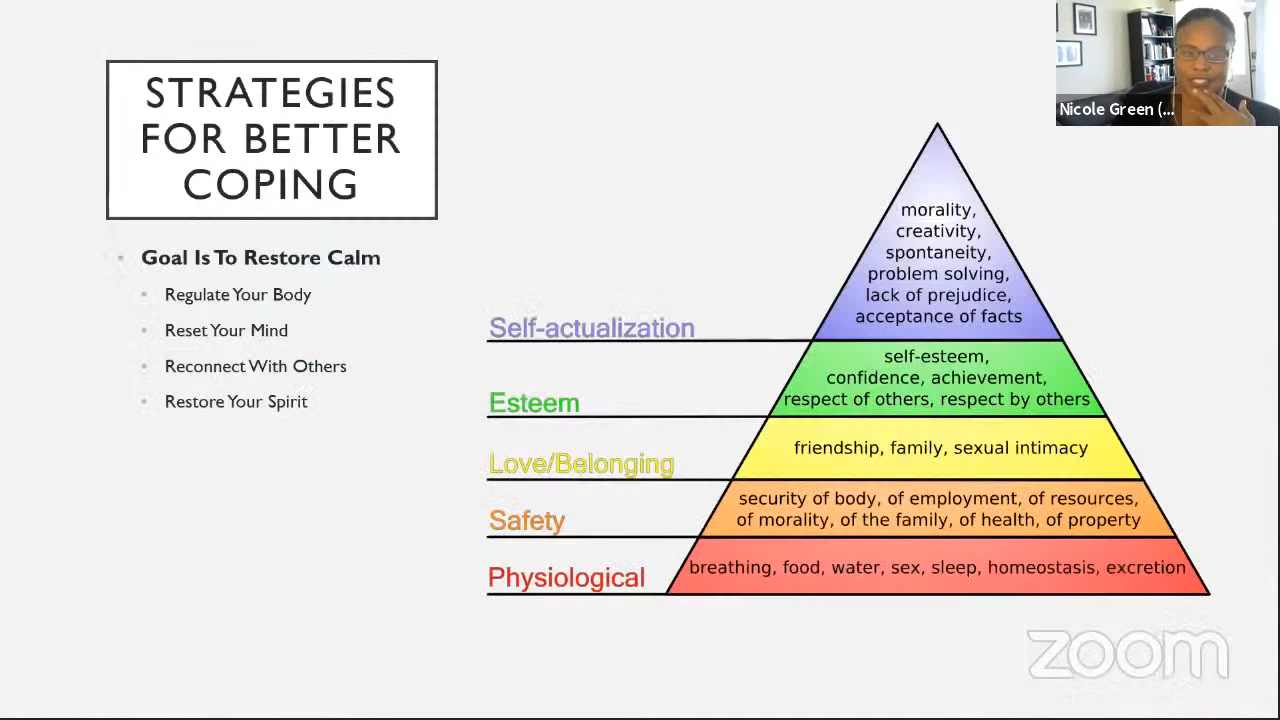 STRATEGIES
FOR BETTER
COPING
Goal Is To Restore Calm
Regulate Your Body
Reset Your Mind
Reconnect With Others
Restore Your Spirit
Nicole Green (...
morality,
creativity,
spontaneity,
problem solving,
lack of prejudice,
acceptance of facts
Self-actualization
self-esteem,
confidence, achievement,
respect of others, respect by others
Esteem
friendship, family, sexual intimacy
Love/Belonging
security of body, of employment, of resources,
of morality, of the family, of health, of property
Safety
breathing, food, water, sex, sleep, homeostasis, excretion
Physiological
zoom